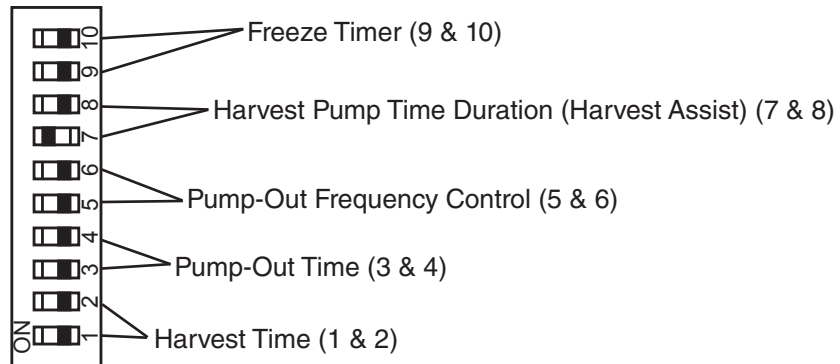 10
Freeze Timer (9 & 10)
9
8
Harvest Pump Time Duration (Harvest Assist) (7 & 8)
7
6
Pump-Out Frequency Control (5 & 6)
5
4
Pump-Out Time (3 & 4)
3
2
Harvest Time (1 & 2)
1
ON